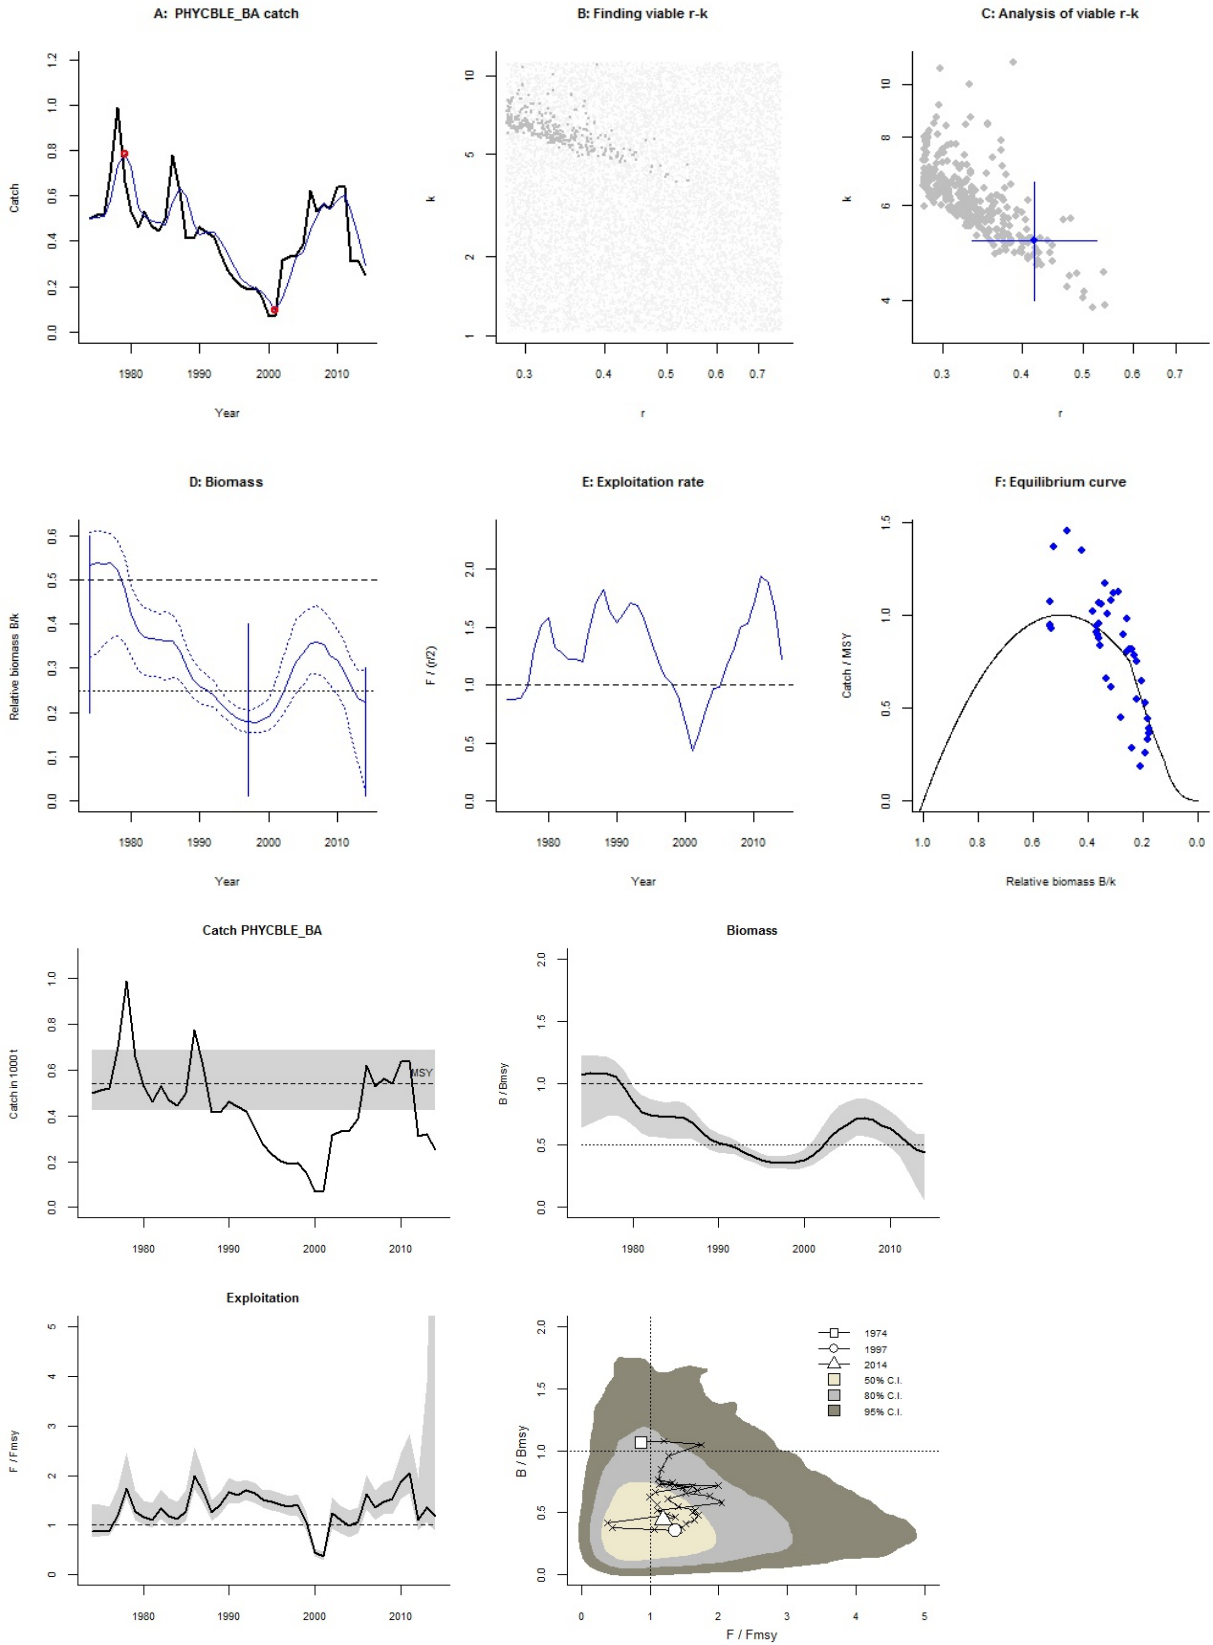 A: PHYCBLE_BA catch
B: Finding viable r-k
C: Analysis of viable r-k
Catch
0.0 0.2 0.4 0.6 0.8 1.0 1.2
1980 1990 2000 2010
Year
k
1 2 5 10
0.3 0.4 0.5 0.6 0.7
r
k
4 6 8 10
0.3 0.4 0.5 0.6 0.7
r
D: Biomass
E: Exploitation rate
F: Equilibrium curve
Relative biomass B/k
0.0 0.1 0.2 0.3 0.4 0.5 0.6
1980 1990 2000 2010
Year
F / (r/2)
0.0 0.5 1.0 1.5 2.0
1980 1990 2000 2010
Year
Catch / MSY
0.0 0.5 1.0 1.5
1.0 0.8 0.6 0.4 0.2 0.0
Relative biomass B/k
Catch PHYCBLE_BA
Biomass
Catch in 1000 t
0.0 0.2 0.4 0.6 0.8 1.0
MSY
1980 1990 2000 2010
B / Bmsy
0.0 0.5 1.0 1.5 2.0
1980 1990 2000 2010
Exploitation
F / Fmsy
0 1 2 3 4 5
1980 1990 2000 2010
B / Bmsy
0.0 0.5 1.0 1.5 2.0
1974
1997
2014
50% C.I.
80% C.I.
95% C.I.
0 1 2 3 4 5
F / Fmsy